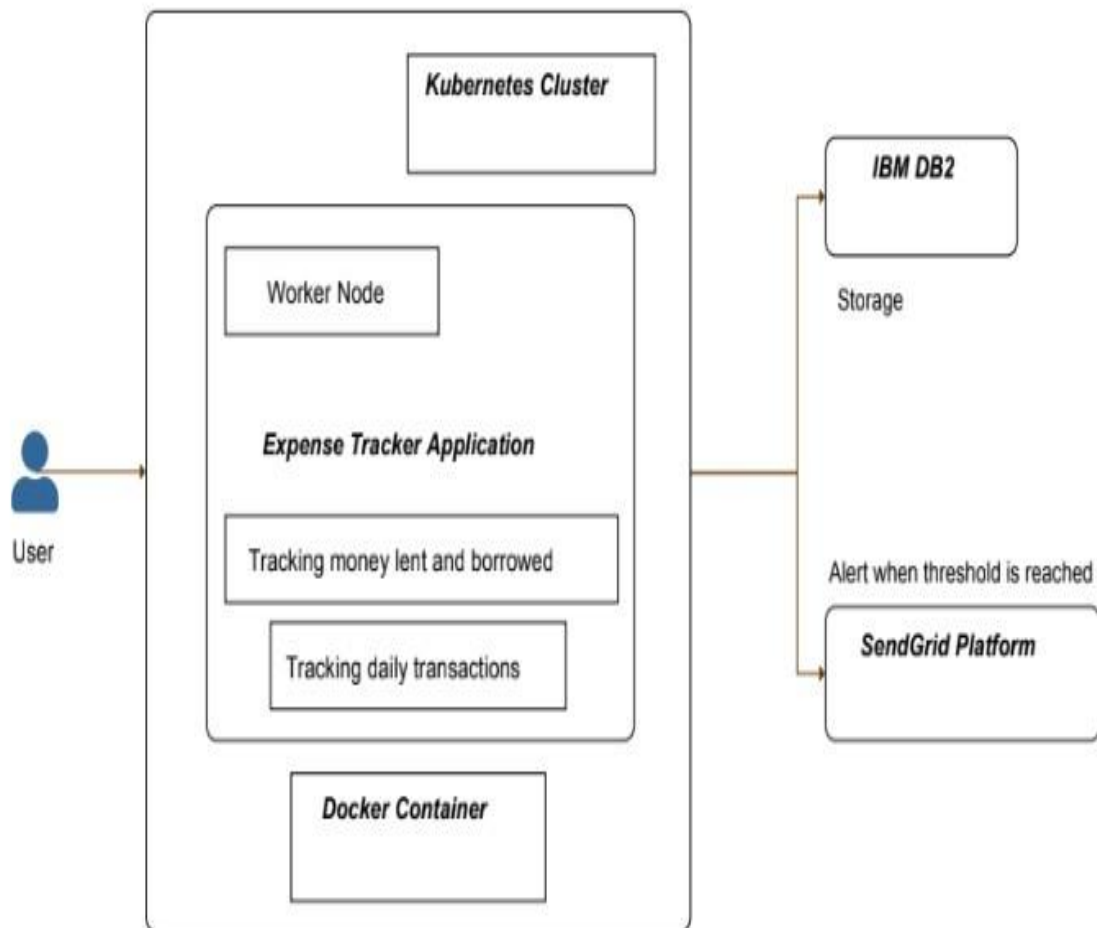 Kubernetes Cluster
IBM DB2
Worker Node
Storage
Expense Tracker Application
User
Tracking money lent and borrowed
Alert when threshold is reached
SendGrid Platform
Tracking daily transactions
Docker Container